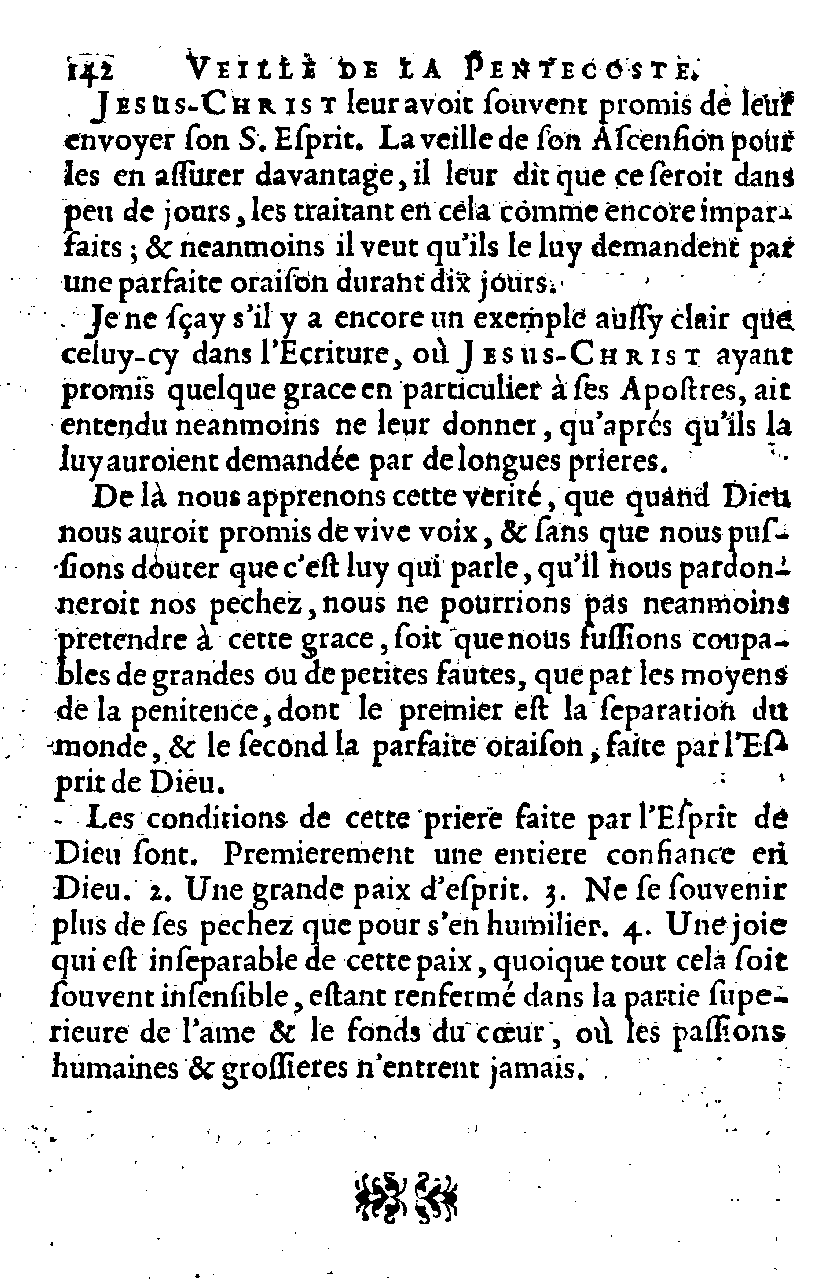 142 VEILLE DE LA PENTECOSTE.
JESUS-CHRIST leur avoit ſouvent promis de leur
envoyer ſon S. Eſprit. La veille de ſon Aſcenſion pour
les en aſſurer davantage, il leur dit que ce ſeroit dans
peu de jours, les traitant en cela comme encore impar-
faits ; & neanmoins il veut qu'ils le luy demandent par
une parfaite oraiſon durant dix jours.
Je ne ſçay s'il y a encore un exemple auſſy clair que
celuy-cy dans l'Ecriture, où JESUS-CHRIST ayant
promis quelque grace en particulier à ſes Apoſtres, ait
entendu neanmoins ne leur donner, qu'aprés qu'ils la
luy auroient demandée par de longues prieres.
De là nous apprenons cette verité, que quand Dieu
nous auroit promis de vive voix, & ſans que nous puſ-
ſions douter que c'eſt luy qui parle, qu'il nous pardon-
neroit nos pechez, nous ne pourrions pas neanmoins
pretendre à cette grace, ſoit que nous fuſſions coupa-
bles de grandes ou de petites fautes, que par les moyens
de la penitence, dont le premier eſt la ſeparation du
monde, & le ſecond la parfaite oraiſon, faite par l'Eſ-
prit de Dieu.
Les conditions de cette priere faite par l'Eſprit de
Dieu ſont. Premierement une entiere confiance en
Dieu. 2. Une grande paix d'eſprit. 3. Ne ſe ſouvenir
plus de ſes pechez que pour s'en humilier. 4. Une joie
qui eſt inſeparable de cette paix, quoique tout cela ſoit
ſouvent inſenſible, eſtant renfermé dans la partie ſupe-
rieure de l'ame & le fonds du cœur, où les paſſions
humaines & groſſieres n'entrent jamais.